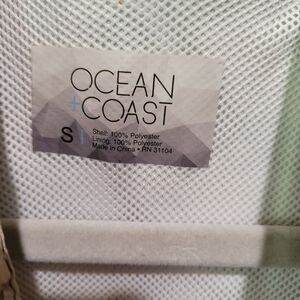 OCEAN
+COAST
S
Shell: 100% Polyester
Lining: 100% Polyester
Made in China • RN 31104